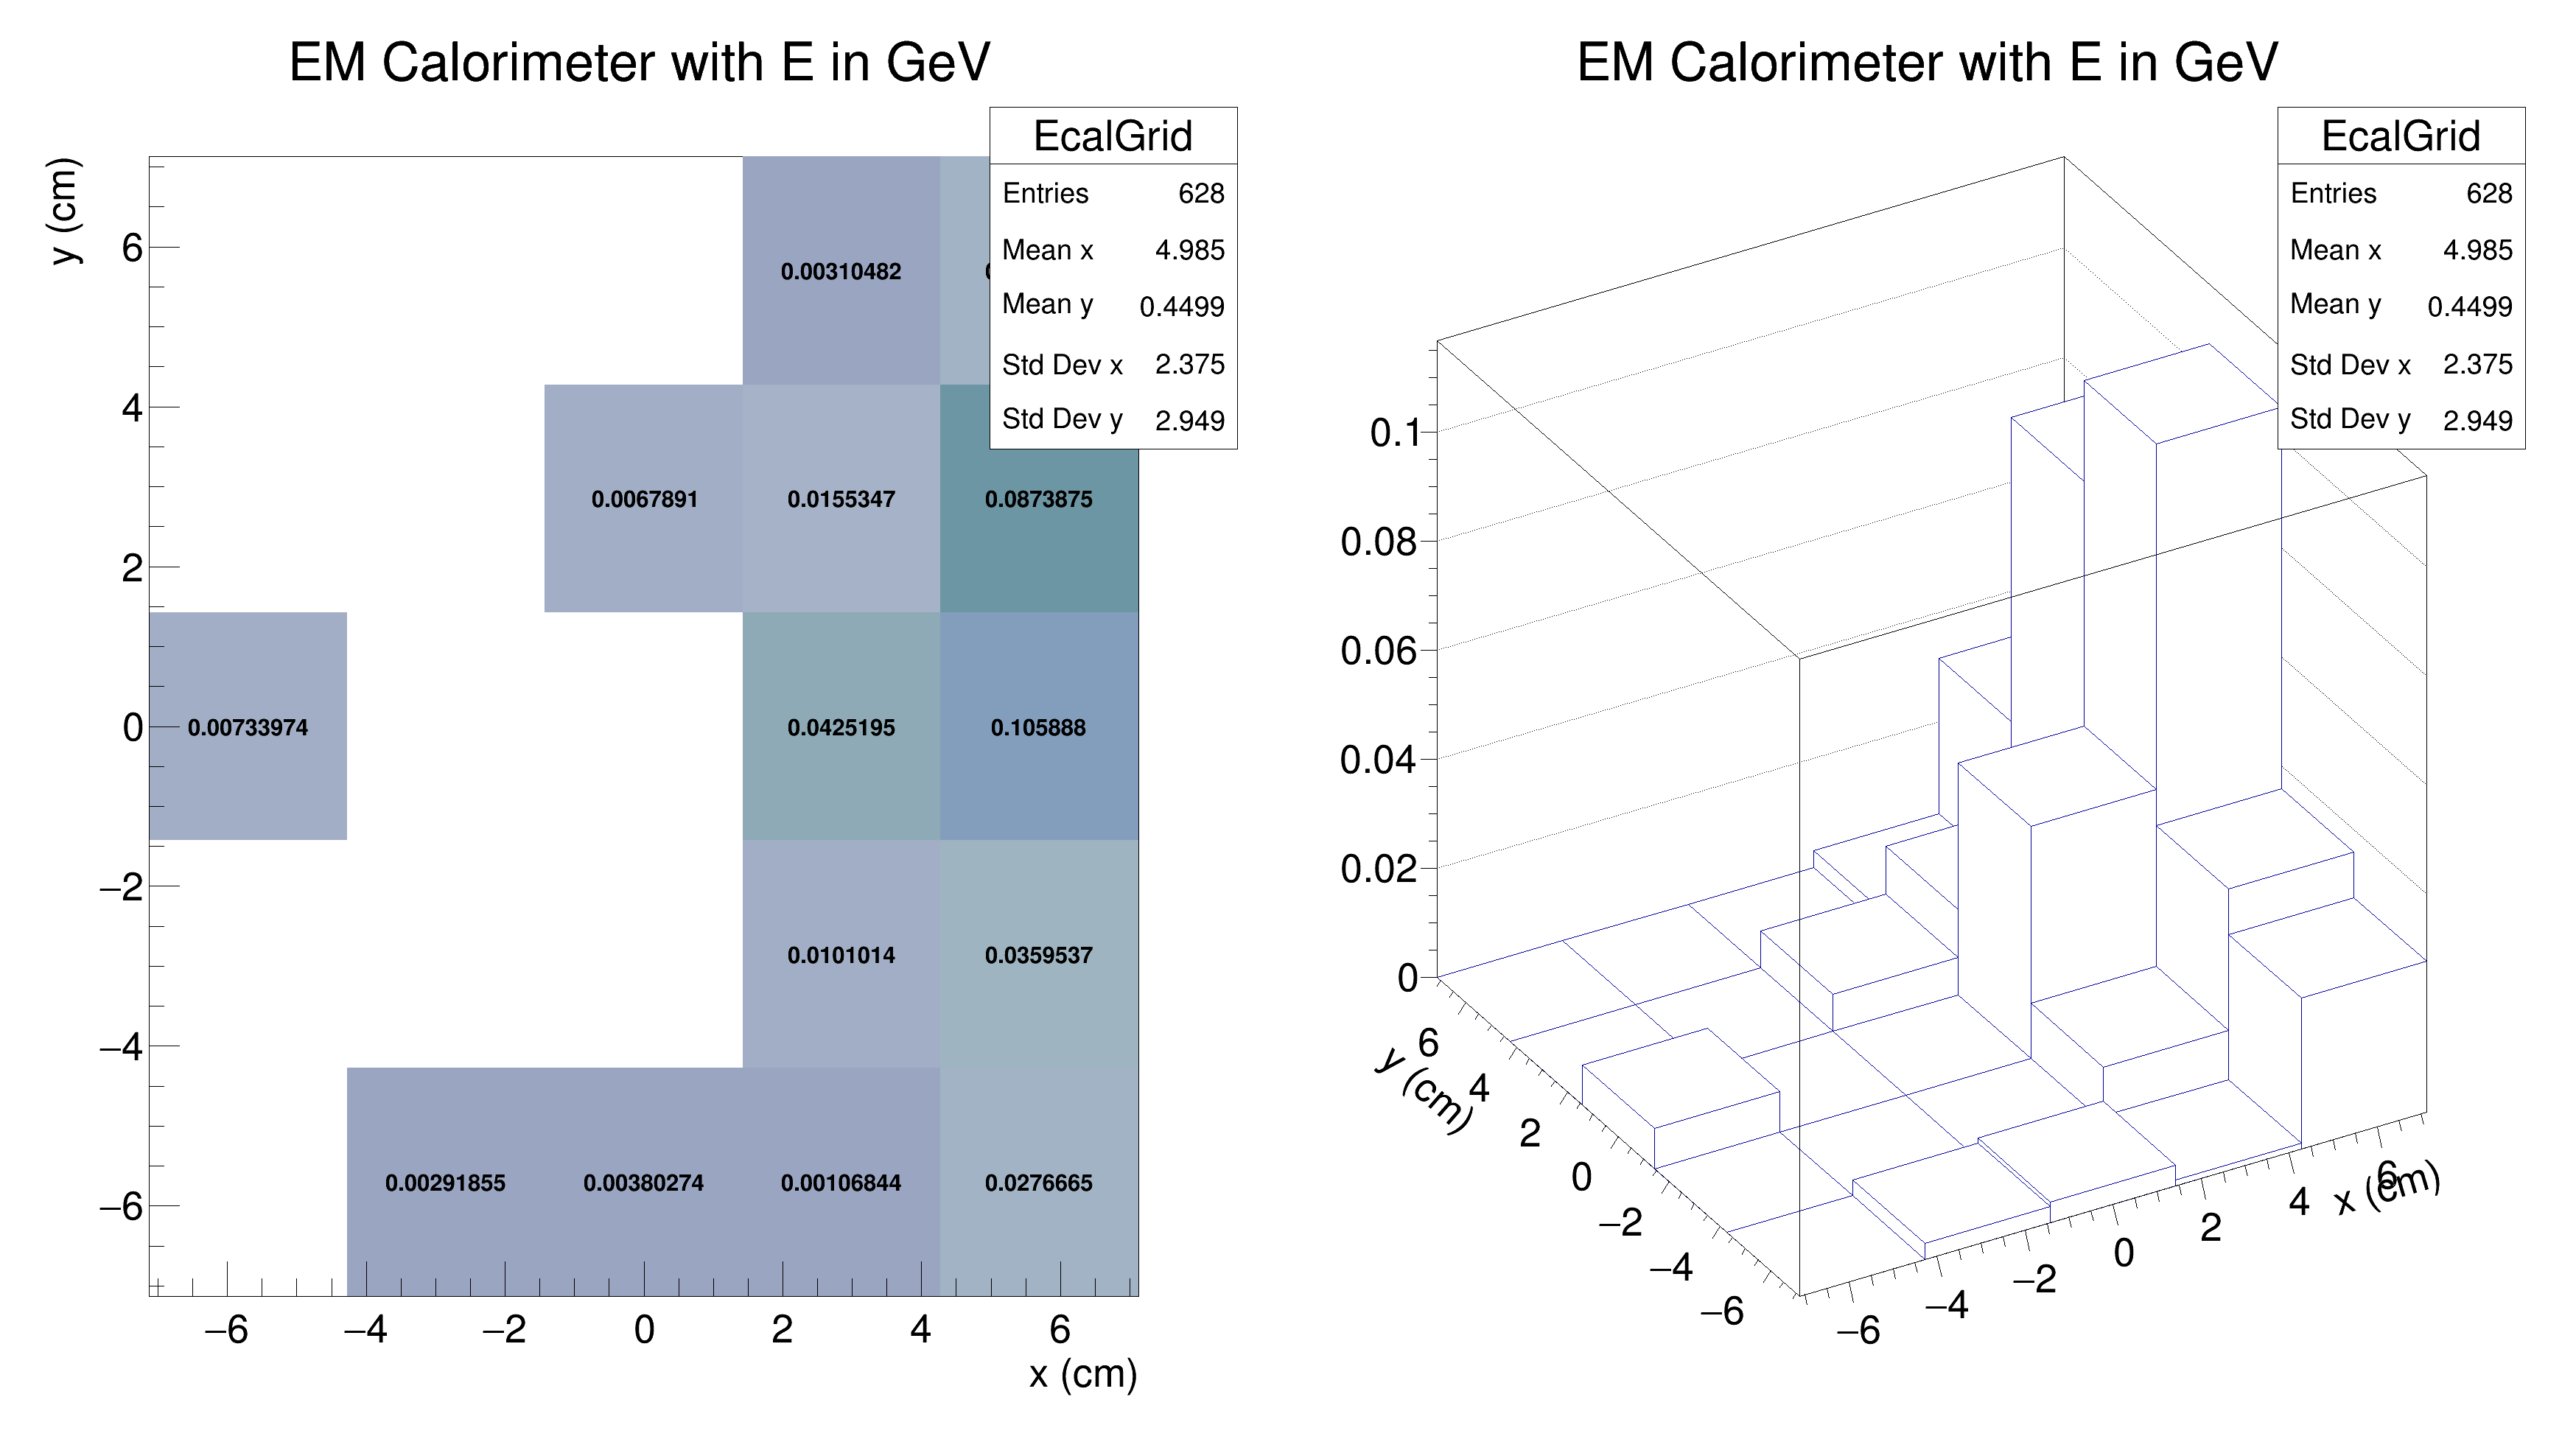 EM Calorimeter with E in GeV
EcalGrid
Entries 628
Mean x 4.985
Mean y 0.4499
Std Dev x 2.375
Std Dev y 2.949
y (cm)
6
4
2
0
−2
−4
−6
0.00310482
0.0067891 0.0155347 0.0873875
0.00733974 0.0425195 0.105888
0.0101014 0.0359537
0.00291855 0.00380274 0.00106844 0.0276665
−6 −4 −2 0 2 4 6
x (cm)
EM Calorimeter with E in GeV
EcalGrid
Entries 628
Mean x 4.985
Mean y 0.4499
Std Dev x 2.375
Std Dev y 2.949
0.1
0.08
0.06
0.04
0.02
0
6
4
2
0
−2
−4
−6
y (cm)
−6
−4
−2
0
2
4
6
x (cm)